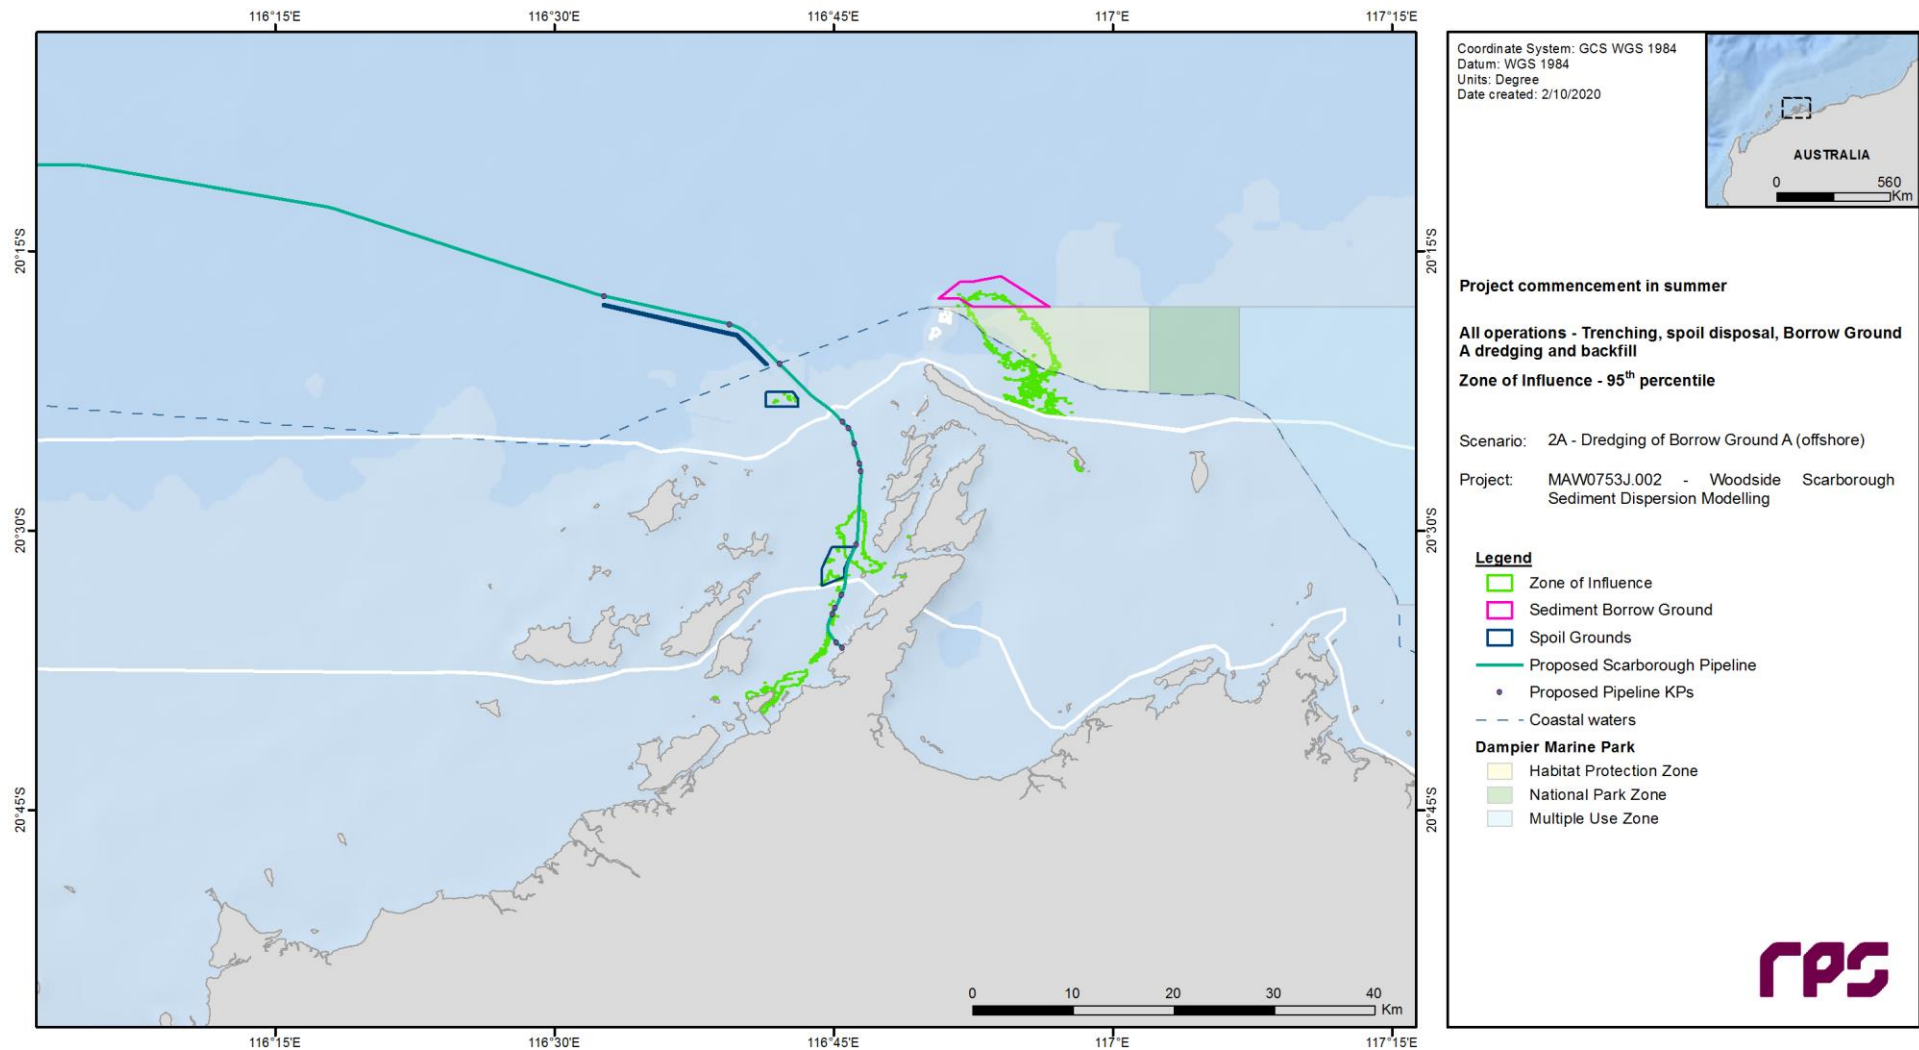 116°15'E
116°30'E
116°45'E
117°E
117°15'E
20°15'S
20°30'S
20°45'S
20°15'S
20°30'S
20°45'S
0 10 20 30 40
Km
116°15'E
116°30'E
116°45'E
117°E
117°15'E
Coordinate System: GCS WGS 1984
Datum: WGS 1984
Units: Degree
Date created: 2/10/2020
AUSTRALIA
0 560
Km
Project commencement in summer
All operations - Trenching, spoil disposal, Borrow Ground
A dredging and backfill
Zone of Influence - 95th percentile
Scenario: 2A - Dredging of Borrow Ground A (offshore)
Project: MAW0753J.002 - Woodside Scarborough
Sediment Dispersion Modelling
Legend
Zone of Influence
Sediment Borrow Ground
Spoil Grounds
Proposed Scarborough Pipeline
Proposed Pipeline KPs
Coastal waters
Dampier Marine Park
Habitat Protection Zone
National Park Zone
Multiple Use Zone
rps